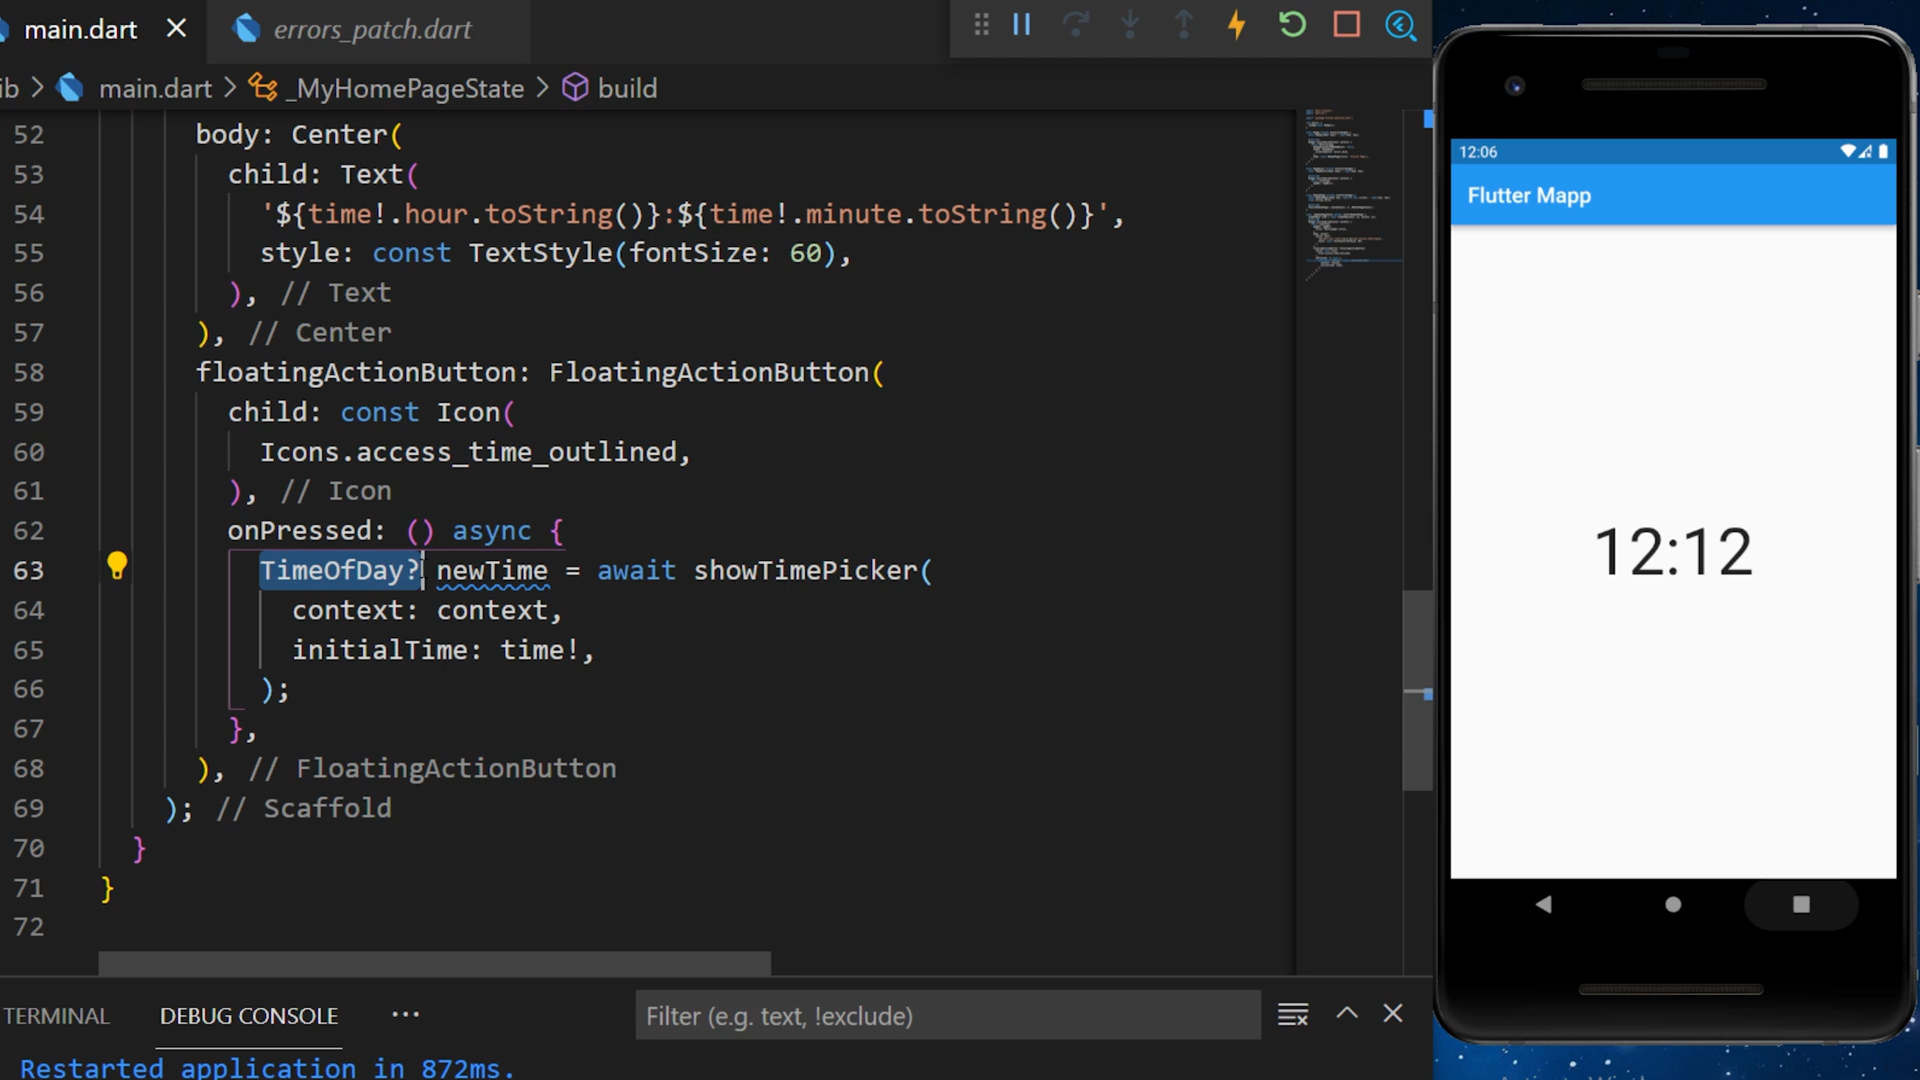 main.dart
errors_patch.dart
ib > main.dart > _MyHomePageState > build
52 body: Center(
53 child: Text(
54 '${time!.hour.toString()}:${time!.minute.toString()}',
55 style: const TextStyle(fontSize: 60),
56 ), // Text
57 ), // Center
58 floatingActionButton: FloatingActionButton(
59 child: const Icon(
60 Icons.access_time_outlined,
61 ), // Icon
62 onPressed: () async {
63 TimeOfDay? newTime = await showTimePicker(
64 context: context,
65 initialTime: time!,
66 );
67 },
68 ), // FloatingActionButton
69 ); // Scaffold
70 }
71 }
72
TERMINAL DEBUG CONSOLE ...
Filter (e.g. text, !exclude)
Restarted application in 872ms.
12:06
Flutter Mapp
12:12